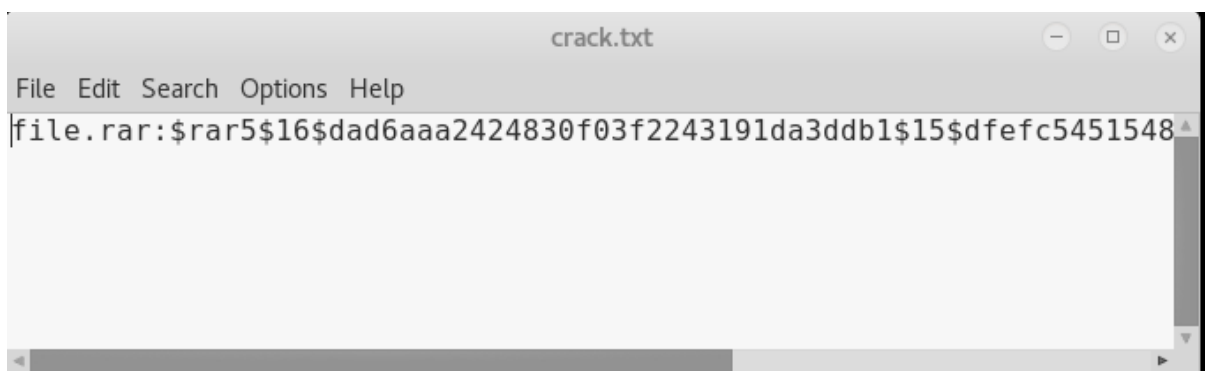 crack.txt
File Edit Search Options Help
file.rar:$rar5$16$dad6aaa2424830f03f2243191da3ddb1$15$dfefc5451548